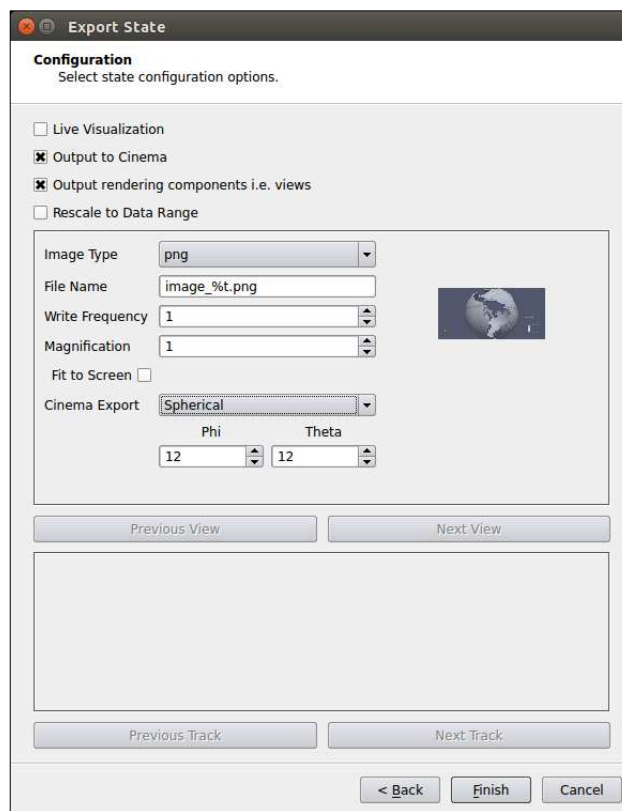 Export State
Configuration
Select state configuration options.
Live Visualization
Output to Cinema
Output rendering components i.e. views
Rescale to Data Range
Image Type png
File Name image_%t.png
Write Frequency 1
Magnification 1
Fit to Screen
Cinema Export Spherical
Phi Theta
12 12
Previous View Next View
Previous Track Next Track
< Back Finish Cancel